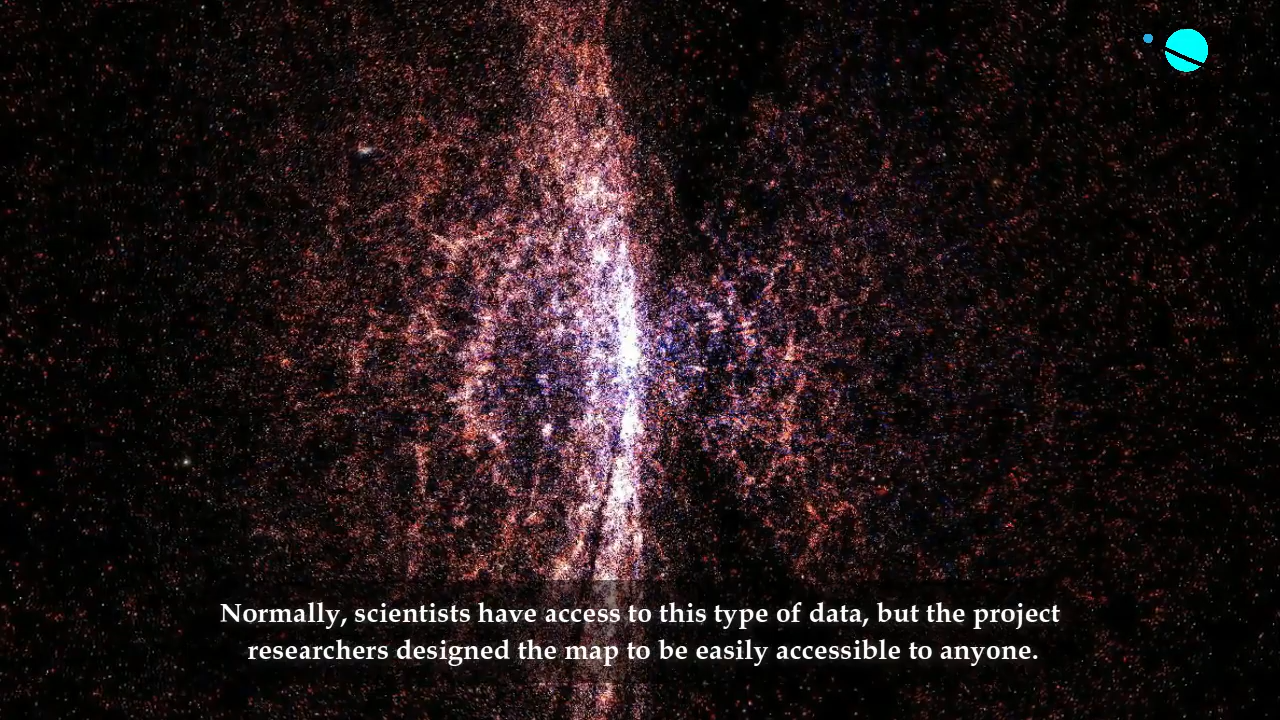 Normally, scientists have access to this type of data, but the project
researchers designed the map to be easily accessible to anyone.